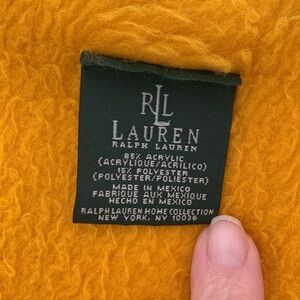 RLL
LAUREN
RALPH LAUREN
85% ACRYLIC
(ACRYLIQUE/ACRILICO)
15% POLYESTER
(POLYESTER/POLIESTER)
MADE IN MEXICO
FABRIQUE AUX MEXIQUE
HECHO EN MEXICO
RALPH LAUREN HOME COLLECTION
NEW YORK, NY 10036